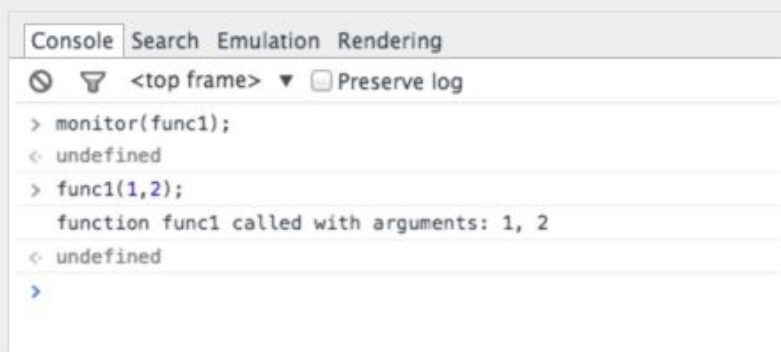 Console Search Emulation Rendering
<top frame> ▼ Preserve log
> monitor(func1);
<· undefined
> func1(1,2);
function func1 called with arguments: 1, 2
<· undefined
>